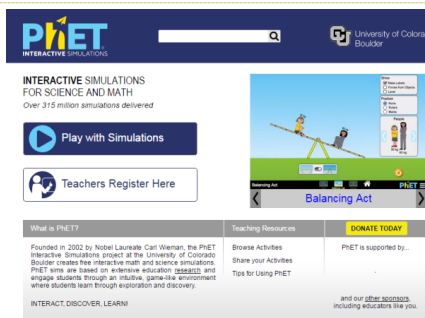 PhET
INTERACTIVE SIMULATIONS
University of Colora
Boulder
INTERACTIVE SIMULATIONS
FOR SCIENCE AND MATH
Over 315 million simulations delivered
Play with Simulations
Teachers Register Here
Balancing Act
PhET
Balancing Act
What is PhET?
Founded in 2002 by Nobel Laureate Carl Wieman, the PhET
Interactive Simulations project at the University of Colorado
Boulder creates free interactive math and science simulations.
PhET sims are based on extensive education research and
engage students through an intuitive, game-like environment
where students learn through exploration and discovery.
INTERACT, DISCOVER, LEARN!
Teaching Resources
Browse Activities
Share your Activities
Tips for Using PhET
DONATE TODAY
PhET is supported by...
and our other sponsors,
including educators like you.